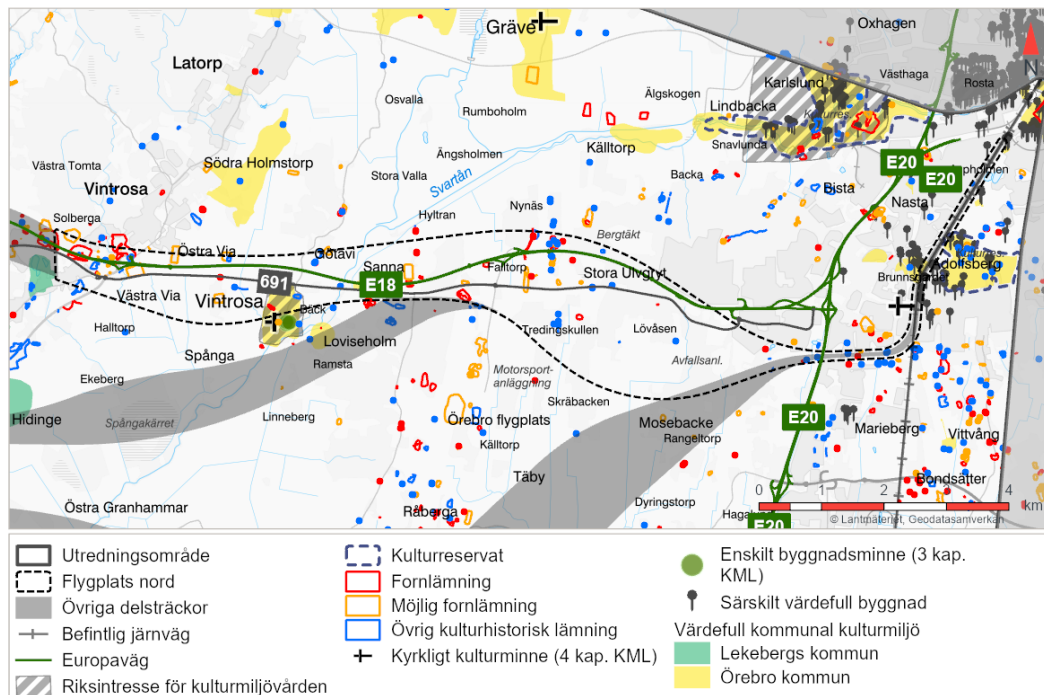 Oxhagen
Gräve
Latorp
Karlslund
Västhaga
N
Rosta
Osvalla
Rumboholm
Älgskogen
Lindbacka
Kulturres.
Ängsholmen
Källtorp
Snavlunda
Västra Tomta
Södra Holmstorp
E20
E20
Vintrosa
Stora Valla
Svartån
Backa
Bista
Nasta
Solberga
Hyltran
Nynäs
Bergtäkt
Östra Via
Götavi
Sanna
Falltorp
Stora Ulvgryt
Adolfsberg
691
E18
Brunnsparket
Västra Via
Vintrosa
Bäck
Halltorp
Tredingskullen
Lövåsen
Loviseholm
Spånga
Ramsta
Motorsport-
anläggning
Avfallsanl.
Ekeberg
Skräbacken
Hidinge
Spångakärret
Linneberg
Örebro flygplats
Mosebacke
E20
Marieberg
Rangeltorp
Vittvång
Källtorp
Täby
Bondsätter
Dyringstorp
0 2 4
km
Östra Granhammar
Råberga
Hagalund
E20
© Lantmäteriet, Geodatasamverkan
Utredningsområde
Flygplats nord
Övriga delsträckor
Befintlig järnväg
Europaväg
Riksintresse för kulturmiljövården
Kulturreservat
Fornlämning
Möjlig fornlämning
Övrig kulturhistorisk lämning
Kyrkligt kulturminne (4 kap. KML)
Enskilt byggnadsminne (3 kap.
KML)
Särskilt värdefull byggnad
Värdefull kommunal kulturmiljö
Lekebergs kommun
Örebro kommun